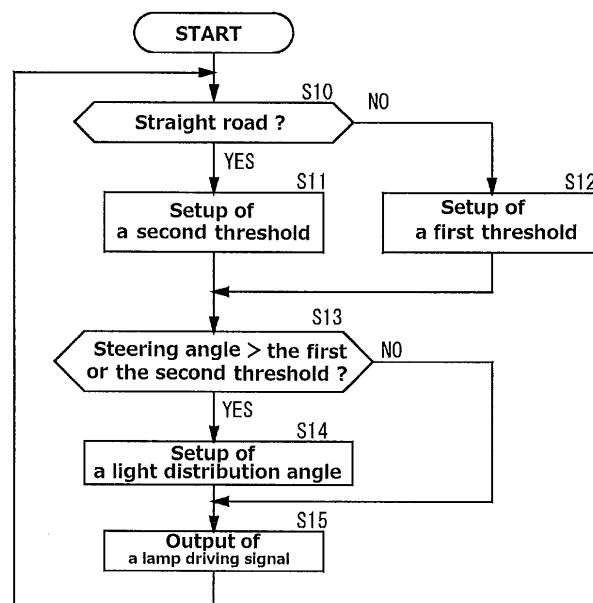 START
S10
Straight road ?
NO
YES
S11
Setup of
a second threshold
S12
Setup of
a first threshold
S13
Steering angle > the first
or the second threshold ?
NO
YES
S14
Setup of
a light distribution angle
S15
Output of
a lamp driving signal